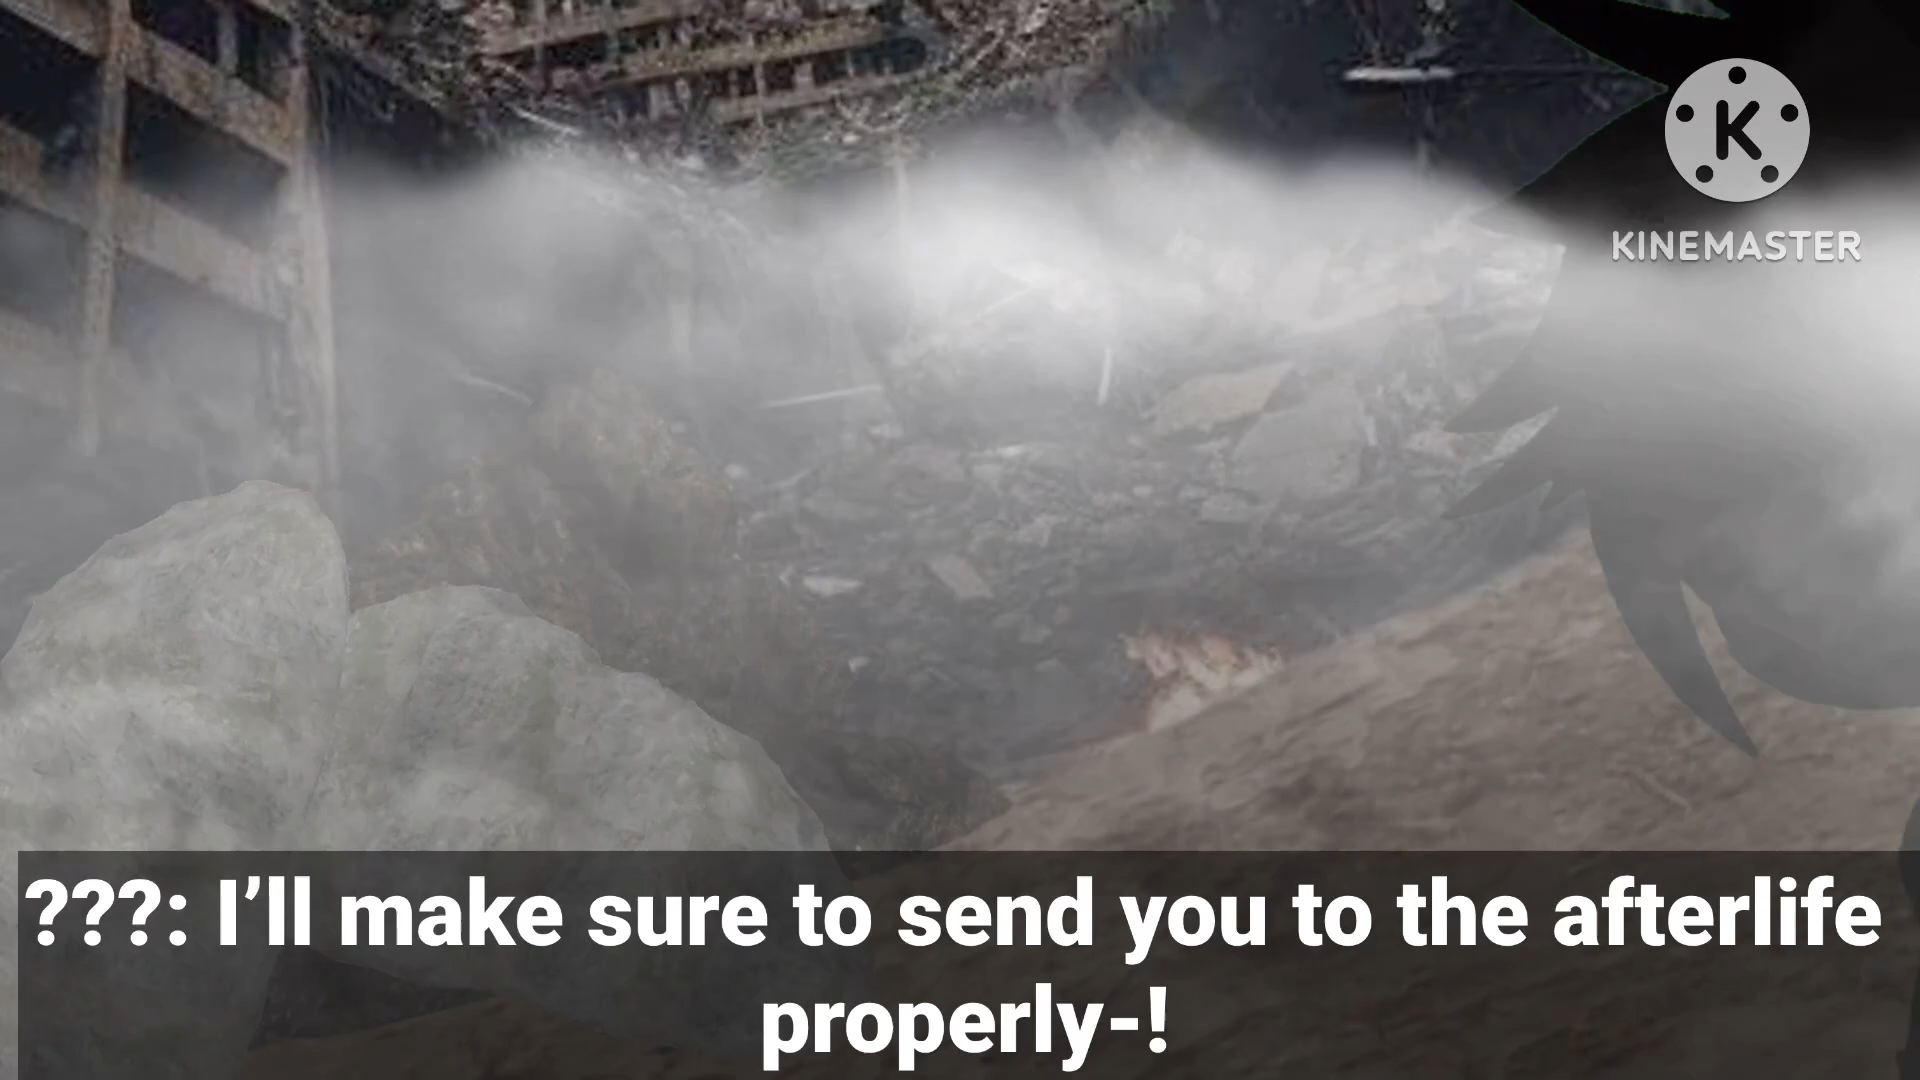 K
KINEMASTER
???: I’ll make sure to send you to the afterlife
properly-!